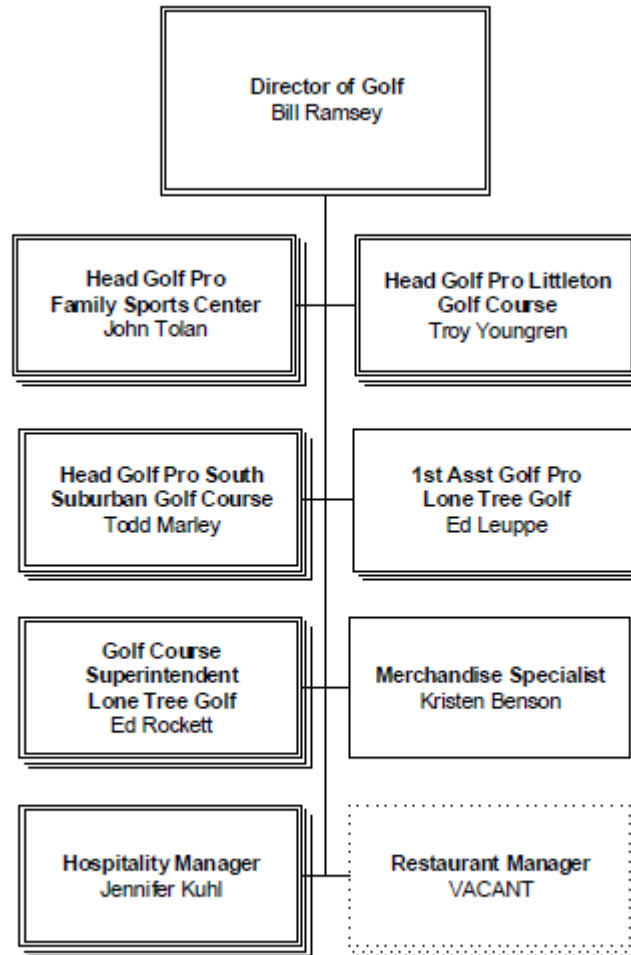 Director of Golf
Bill Ramsey
Head Golf Pro
Family Sports Center
John Tolan
Head Golf Pro Littleton
Golf Course
Troy Youngren
Head Golf Pro South
Suburban Golf Course
Todd Marley
1st Asst Golf Pro
Lone Tree Golf
Ed Leuppe
Golf Course
Superintendent
Lone Tree Golf
Ed Rockett
Merchandise Specialist
Kristen Benson
Hospitality Manager
Jennifer Kuhl
Restaurant Manager
VACANT